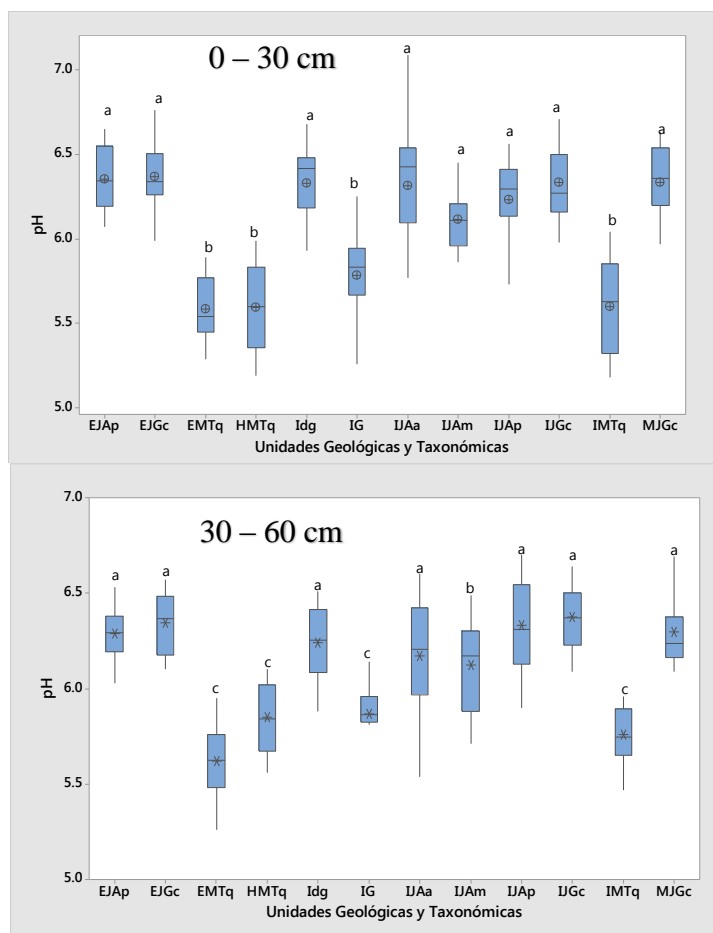 0 – 30 cm
7.0
6.5
6.0
5.5
5.0
pH
a a b b a b a a a a b a
EJAp EJGc EMTq HMTq Idg IG IJAa IJAm IJAp IJGc IMTq MJGc
Unidades Geológicas y Taxonómicas
30 – 60 cm
7.0
6.5
6.0
5.5
5.0
pH
a a c c a c a b a a c a
EJAp EJGc EMTq HMTq Idg IG IJAa IJAm IJAp IJGc IMTq MJGc
Unidades Geológicas y Taxonómicas